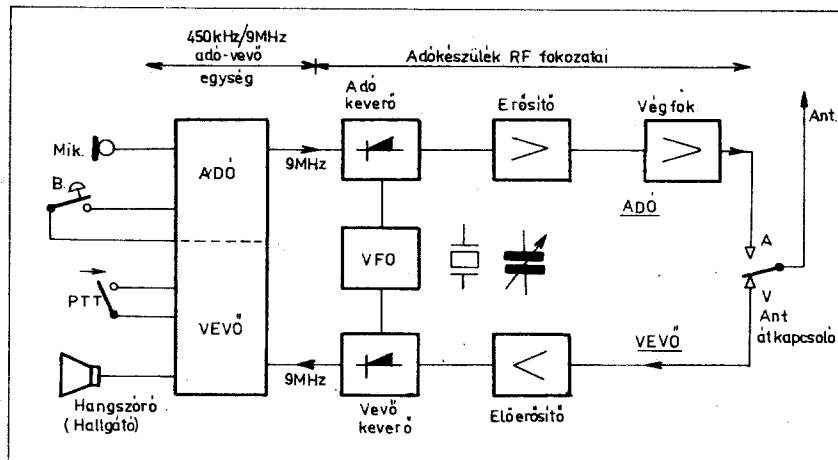 450kHz/9MHz
adó-vevő
egység
Adókészülék RF fokozatai
Adó
keverő
Erősítő
Végfok
Ant.
Mik.
ADÓ
9MHz
B.
ADÓ
VFO
A
PTT
V
Ant
átkapcsoló
VEVŐ
VEVŐ
9MHz
Hangszóró
(Hallgató)
Vevő
keverő
Előerősítő